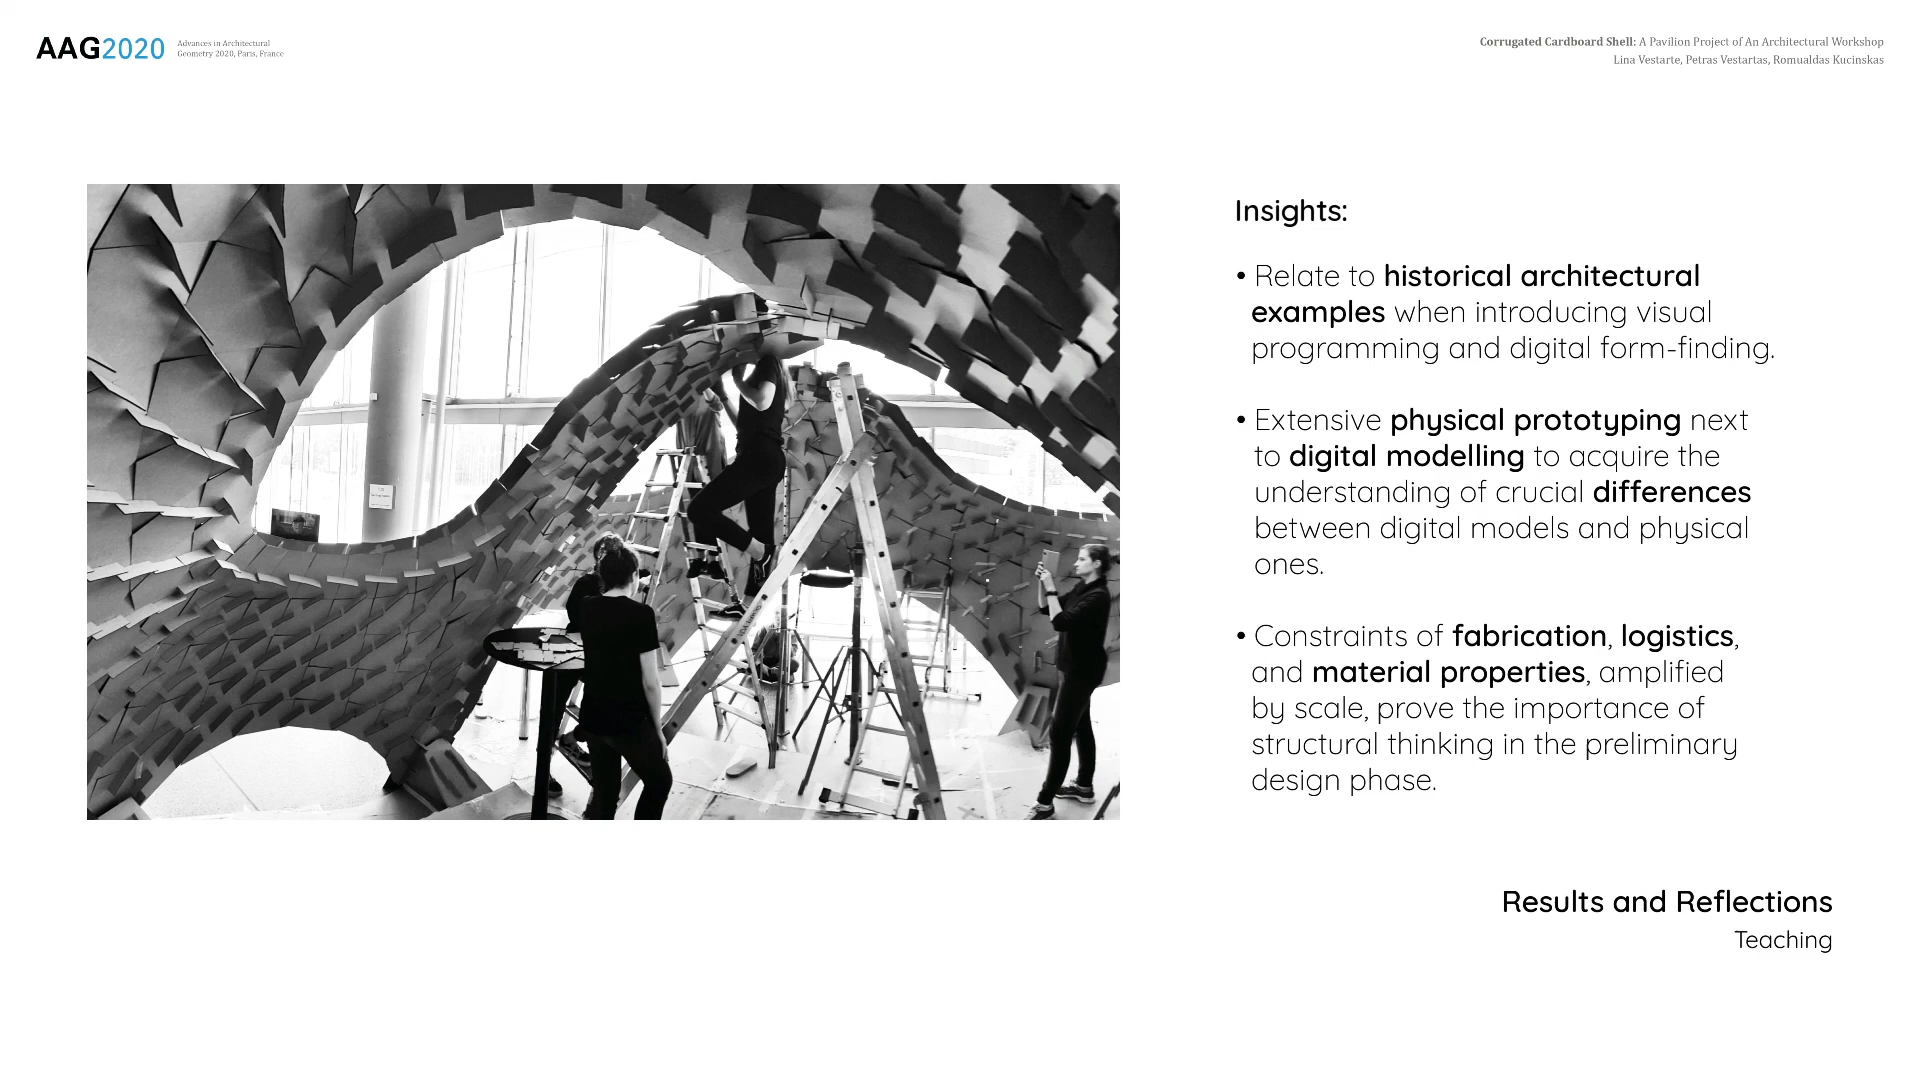 AAG2020
Advances in Architectural
Geometry 2020, Paris, France
Corrugated Cardboard Shell: A Pavilion Project of An Architectural Workshop
Lina Vestarte, Petras Vestartas, Romualdas Kucinskas
Insights:
• Relate to historical architectural
examples when introducing visual
programming and digital form-finding.
• Extensive physical prototyping next
to digital modelling to acquire the
understanding of crucial differences
between digital models and physical
ones.
• Constraints of fabrication, logistics,
and material properties, amplified
by scale, prove the importance of
structural thinking in the preliminary
design phase.
Results and Reflections
Teaching